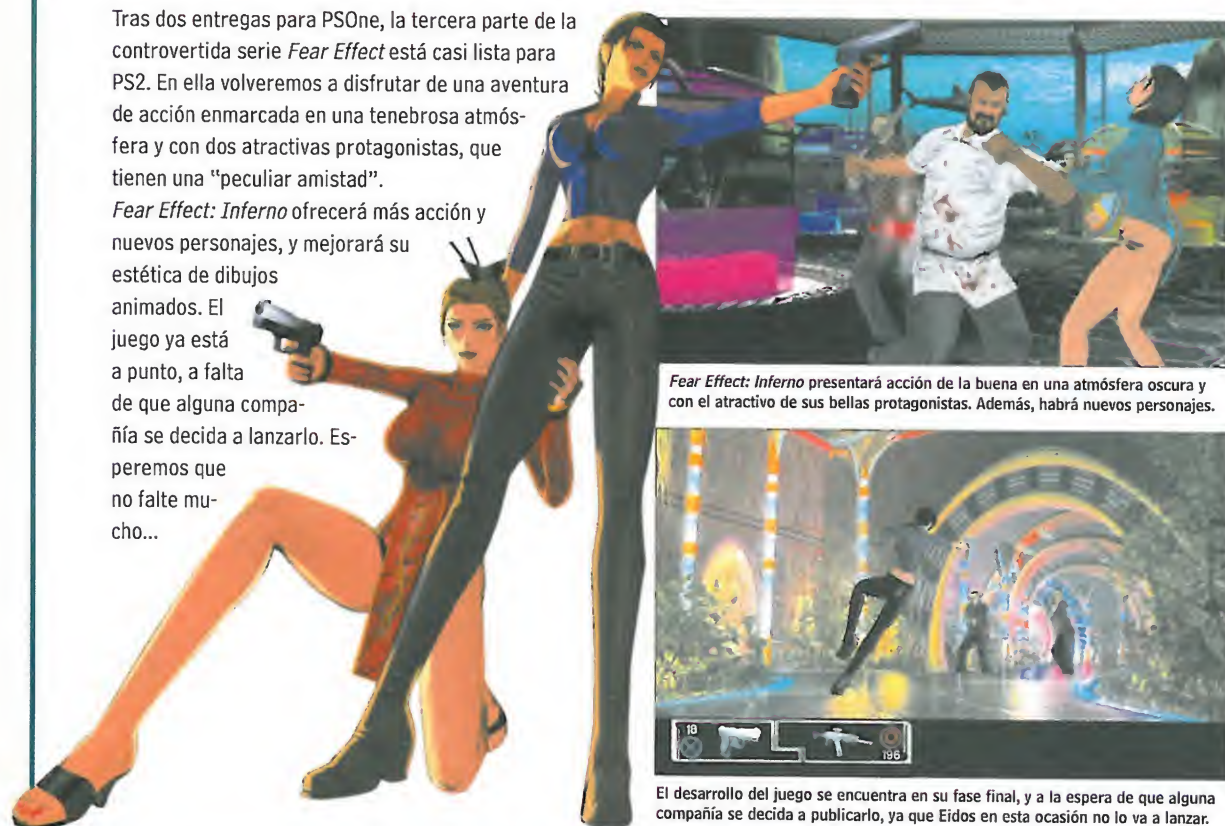 Tras dos entregas para PSOne, la tercera parte de la
controvertida serie Fear Effect está casi lista para
PS2. En ella volveremos a disfrutar de una aventura
de acción enmarcada en una tenebrosa atmós-
fera y con dos atractivas protagonistas, que
tienen una "peculiar amistad".
Fear Effect: Inferno ofrecerá más acción y
nuevos personajes, y mejorará su
estética de dibujos
animados. El
juego ya está
a punto, a falta
de que alguna compa-
ñía se decida a lanzarlo. Es-
peremos que
no falte mu-
cho...
Fear Effect: Inferno presentará acción de la buena en una atmósfera oscura y
con el atractivo de sus bellas protagonistas. Además, habrá nuevos personajes.
18
196
El desarrollo del juego se encuentra en su fase final, y a la espera de que alguna
compañía se decida a publicarlo, ya que Eidos en esta ocasión no lo va a lanzar.